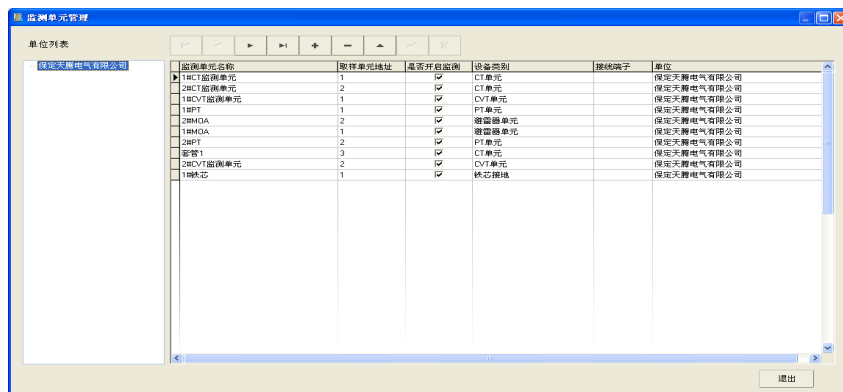 监测单元管理
单位列表
保定天腾电气有限公司
监测单元名称 取样单元地址 是否开启监测 设备类别 接线端子 单位
1#CT监测单元 1 CT单元 保定天腾电气有限公司
2#CT监测单元 2 CT单元 保定天腾电气有限公司
1#CVT监测单元 1 CVT单元 保定天腾电气有限公司
1#PT 1 PT单元 保定天腾电气有限公司
2#MOA 2 避雷器单元 保定天腾电气有限公司
1#MOA 1 避雷器单元 保定天腾电气有限公司
2#PT 2 PT单元 保定天腾电气有限公司
套管1 3 CT单元 保定天腾电气有限公司
2#CVT监测单元 2 CVT单元 保定天腾电气有限公司
1#铁芯 1 铁芯接地 保定天腾电气有限公司
退出